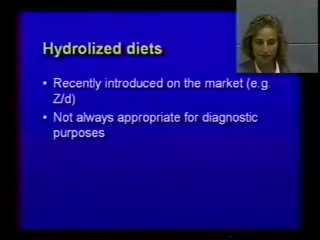 Hydrolized diets
• Recently introduced on the market (e.g.
Z/d)
• Not always appropriate for diagnostic
purposes